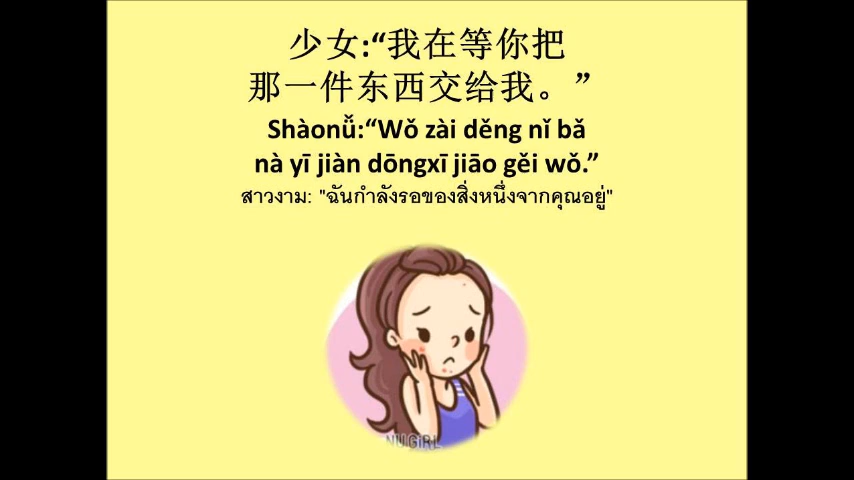 少女:“我在等你把
那一件东西交给我。”
Shàonǚ:“Wǒ zài děng nǐ bǎ
nà yī jiàn dōngxī jiāo gěi wǒ.”
สาวงาม: "ฉันกำลังรอของสิ่งหนึ่งจากคุณอยู่"
NUGIRL